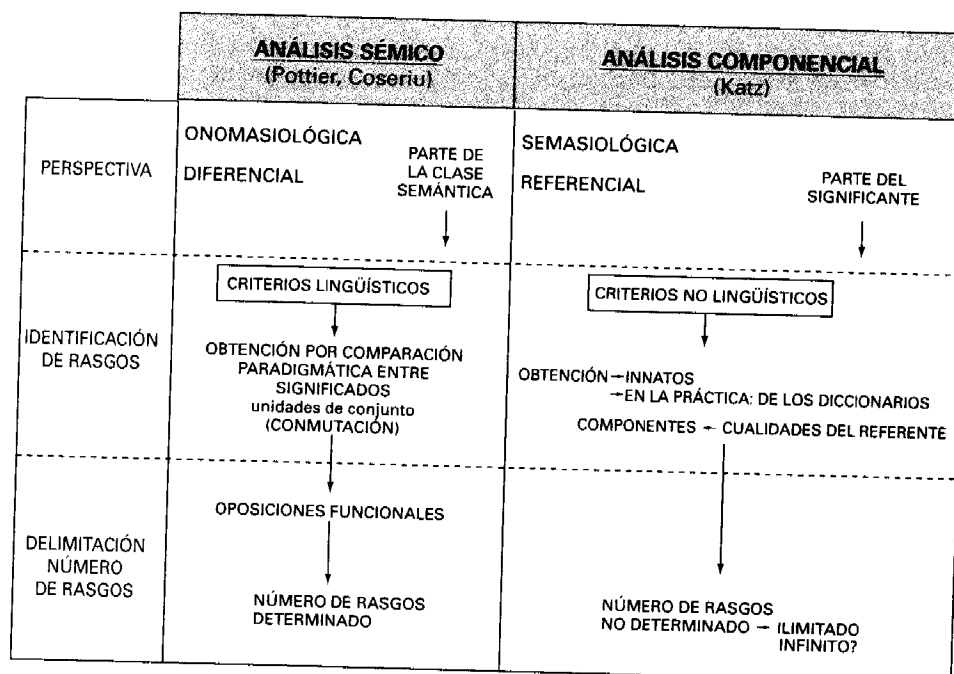 ANÁLISIS SÉMICO
(Pottier, Coseriu)
ANÁLISIS COMPONENCIAL
(Katz)
PERSPECTIVA
ONOMASIOLÓGICA
DIFERENCIAL
PARTE DE
LA CLASE
SEMÁNTICA
SEMASIOLÓGICA
REFERENCIAL
PARTE DEL
SIGNIFICANTE
IDENTIFICACIÓN
DE RASGOS
CRITERIOS LINGÜÍSTICOS
OBTENCIÓN POR COMPARACIÓN
PARADIGMÁTICA ENTRE
SIGNIFICADOS
unidades de conjunto
(CONMUTACIÓN)
CRITERIOS NO LINGÜÍSTICOS
OBTENCIÓN → INNATOS
→ EN LA PRÁCTICA: DE LOS DICCIONARIOS
COMPONENTES ← CUALIDADES DEL REFERENTE
DELIMITACIÓN
NÚMERO
DE RASGOS
OPOSICIONES FUNCIONALES
NÚMERO DE RASGOS
DETERMINADO
NÚMERO DE RASGOS
NO DETERMINADO → ILIMITADO
INFINITO?